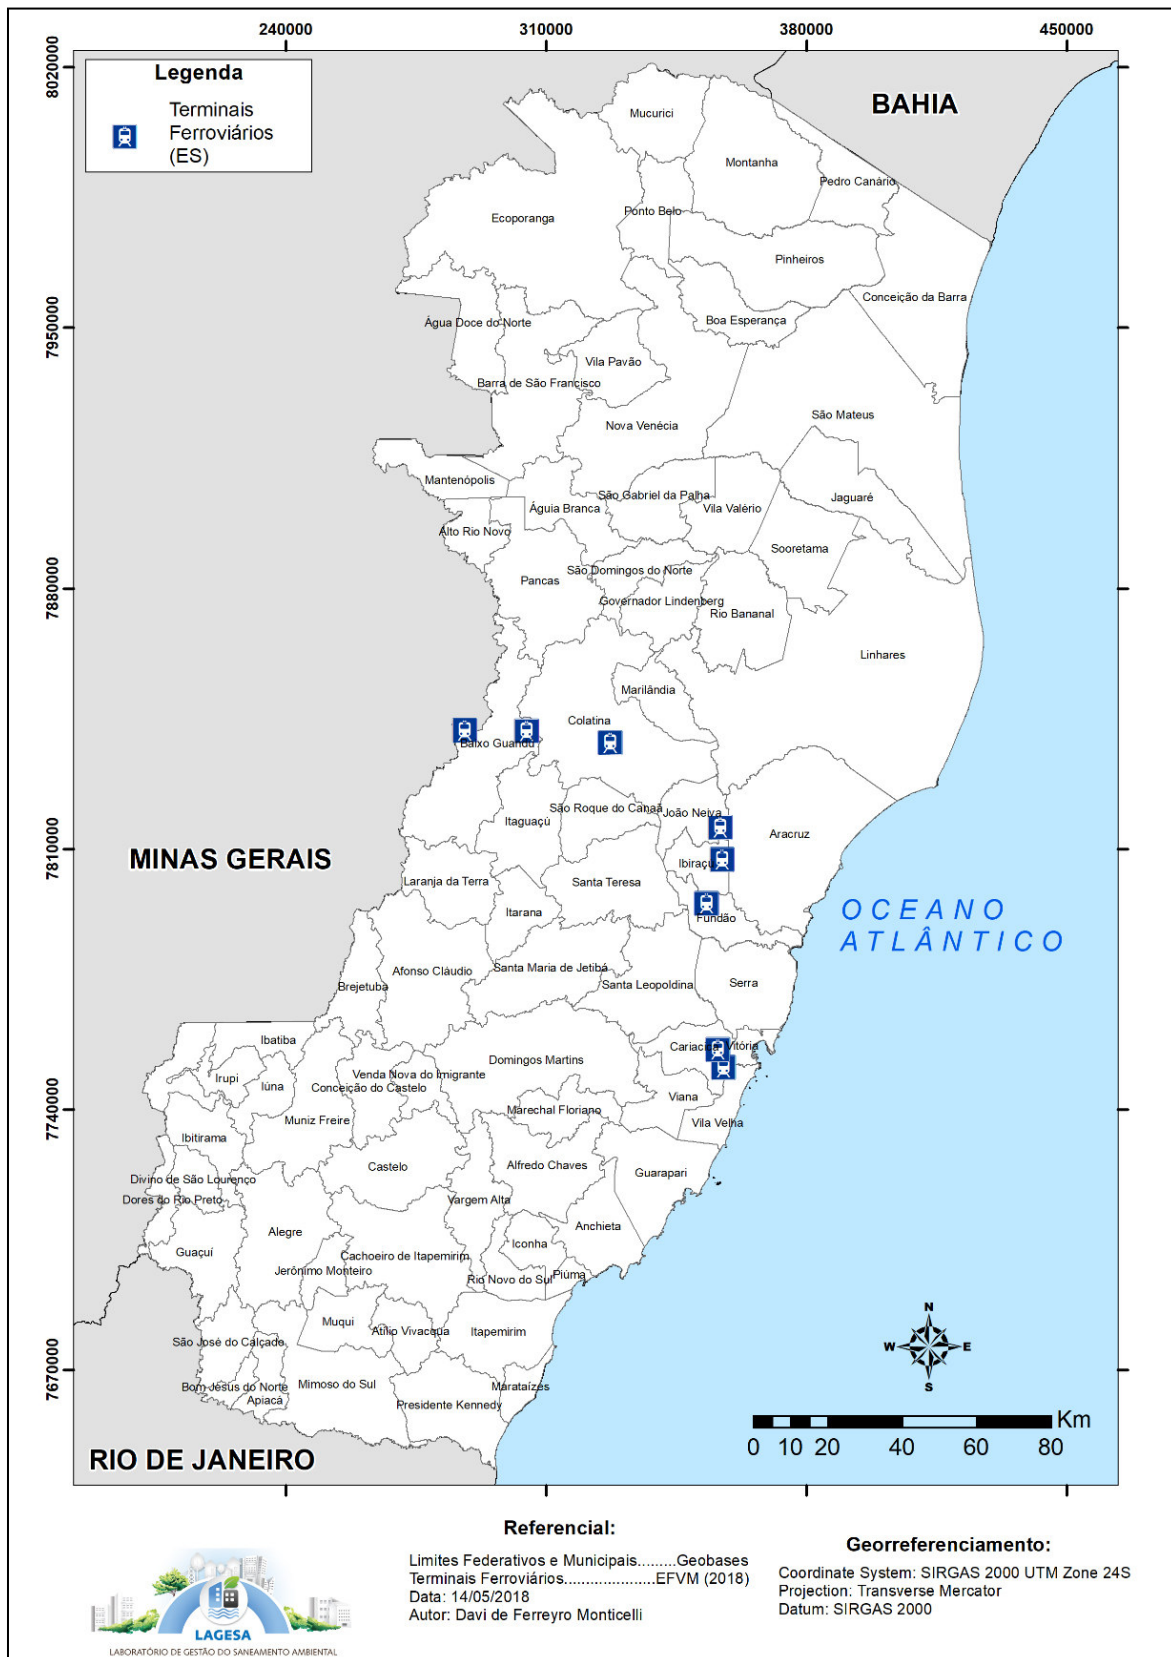 240000
310000
380000
450000
8020000
7950000
7880000
7810000
7740000
7670000
Legenda
Terminais
Ferroviários
(ES)
BAHIA
Mucurici
Montanha
Pedro Canário
Ponto Belo
Ecoporanga
Pinheiros
Conceição da Barra
Boa Esperança
Água Doce do Norte
Vila Pavão
Barra de São Francisco
São Mateus
Nova Venécia
Mantenópolis
São Gabriel da Palha
Jaguaré
Águia Branca
Vila Valério
Alto Rio Novo
Sooretama
São Domingos do Norte
Pancas
Governador Lindenberg
Rio Bananal
Linhares
Marilândia
Colatina
Baixo Guandu
São Roque do Canaã
João Neiva
Itaguaçú
Aracruz
MINAS GERAIS
Ibiraçu
Laranja da Terra
Santa Teresa
Itarana
Fundão
OCEANO
ATLÂNTICO
Santa Maria de Jetibá
Afonso Cláudio
Brejetuba
Santa Leopoldina
Serra
Ibatiba
Cariacica
Vitória
Domingos Martins
Irupi
Iúna
Venda Nova do Imigrante
Conceição do Castelo
Viana
Marechal Floriano
Muniz Freire
Vila Velha
Ibitirama
Castelo
Alfredo Chaves
Guarapari
Divino de São Lourenço
Dores do Rio Preto
Vargem Alta
Anchieta
Alegre
Iconha
Guaçuí
Cachoeiro de Itapemirim
Jerônimo Monteiro
Rio Novo do Sul
Piúma
Muqui
Atílio Vivacqua
Itapemirim
São José do Calçado
Bom Jesus do Norte
Mimoso do Sul
Marataízes
Apiacá
Presidente Kennedy
RIO DE JANEIRO
N
W
E
S
Km
0 10 20 40 60 80
Referencial:
Limites Federativos e Municipais.........Geobases
Terminais Ferroviários.....................EFVM (2018)
Data: 14/05/2018
Autor: Davi de Ferreyro Monticelli
Georreferenciamento:
Coordinate System: SIRGAS 2000 UTM Zone 24S
Projection: Transverse Mercator
Datum: SIRGAS 2000
LAGESA
LABORATÓRIO DE GESTÃO DO SANEAMENTO AMBIENTAL